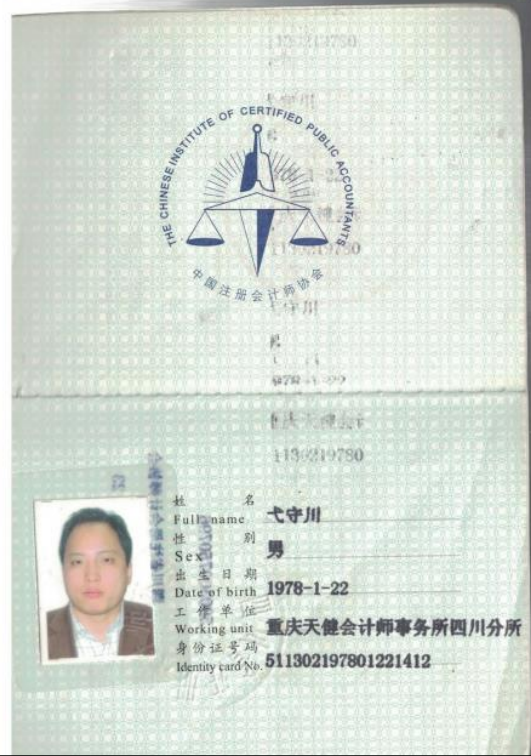 THE CHINESE INSTITUTE OF CERTIFIED PUBLIC ACCOUNTANTS
中国注册会计师协会
姓 名
Full name
弋守川
性 别
Sex
男
出生日期
Date of birth
1978-1-22
工作单位
Working unit
重庆天健会计师事务所四川分所
身份证号码
Identity card No.
511302197801221412